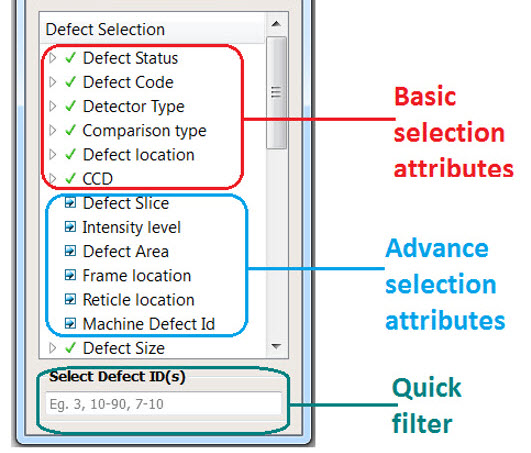 Defect Selection
Defect Status
Defect Code
Detector Type
Comparison type
Defect location
CCD
Defect Slice
Intensity level
Defect Area
Frame location
Reticle location
Machine Defect Id
Defect Size
Select Defect ID(s)
Eg. 3, 10-90, 7-10
Basic
selection
attributes
Advance
selection
attributes
Quick
filter